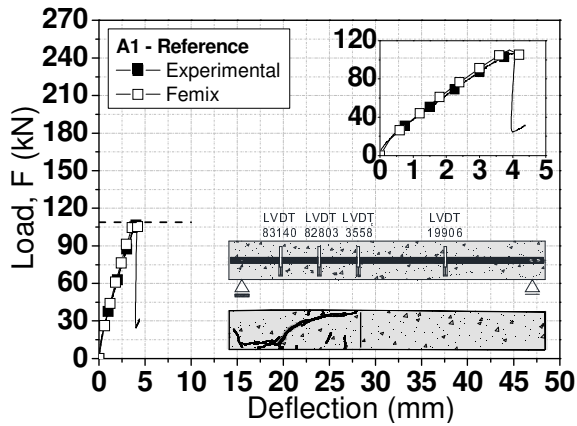 A1 - Reference
Experimental
Femix
Load, F (kN)
270
240
210
180
150
120
90
60
30
0
0 5 10 15 20 25 30 35 40 45 50
Deflection (mm)
120
80
40
0
0 1 2 3 4 5
LVDT LVDT LVDT LVDT
83140 82803 3558 19906